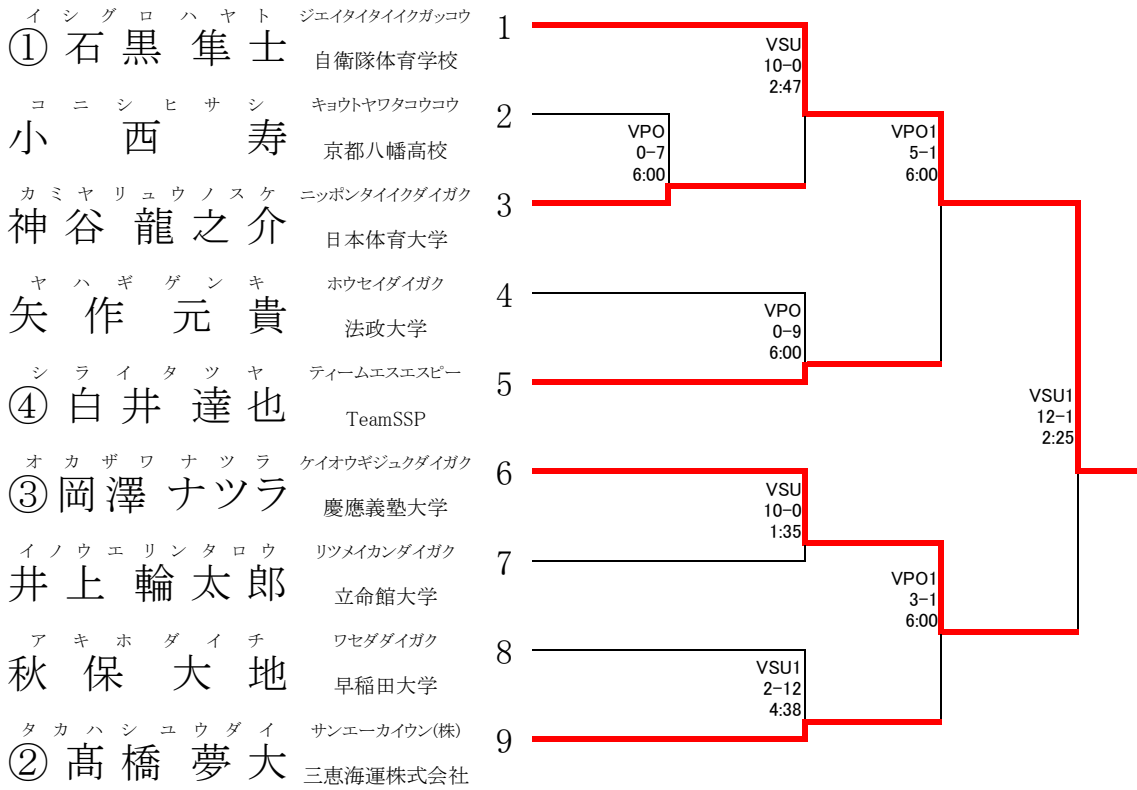 イシグロハヤト ジエイタイタイイクガッコウ
① 石黒隼士 自衛隊体育学校 1
コニシヒサシ キョウトヤワタコウコウ
小西寿 京都八幡高校 2
カミヤリュウノスケ ニッポンタイイクダイガク
神谷龍之介 日本体育大学 3
ヤハギゲンキ ホウセイダイガク
矢作元貴 法政大学 4
シライタツヤ ティームエスエスピー
④ 白井達也 TeamSSP 5
オカザワナツラ ケイオウギジュクダイガク
③ 岡澤ナツラ 慶應義塾大学 6
イノウエリンタロウ リツメイカンダイガク
井上輪太郎 立命館大学 7
アキホダイチ ワセダダイガク
秋保大地 早稲田大学 8
タカハシユウダイ サンエーカイウン(株)
②髙橋夢大 三恵海運株式会社 9
VSU
10-0
2:47
VPO
0-7
6:00
VPO1
5-1
6:00
VPO
0-9
6:00
VSU1
12-1
2:25
VSU
10-0
1:35
VPO1
3-1
6:00
VSU1
2-12
4:38